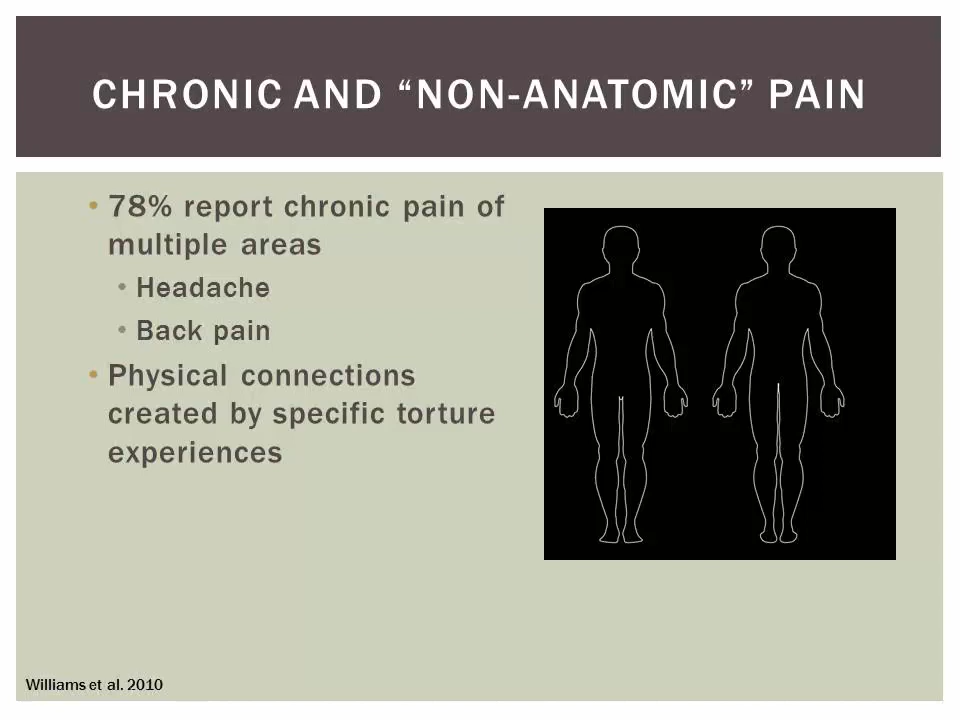 CHRONIC AND “NON-ANATOMIC” PAIN
• 78% report chronic pain of
multiple areas
• Headache
• Back pain
• Physical connections
created by specific torture
experiences
Williams et al. 2010